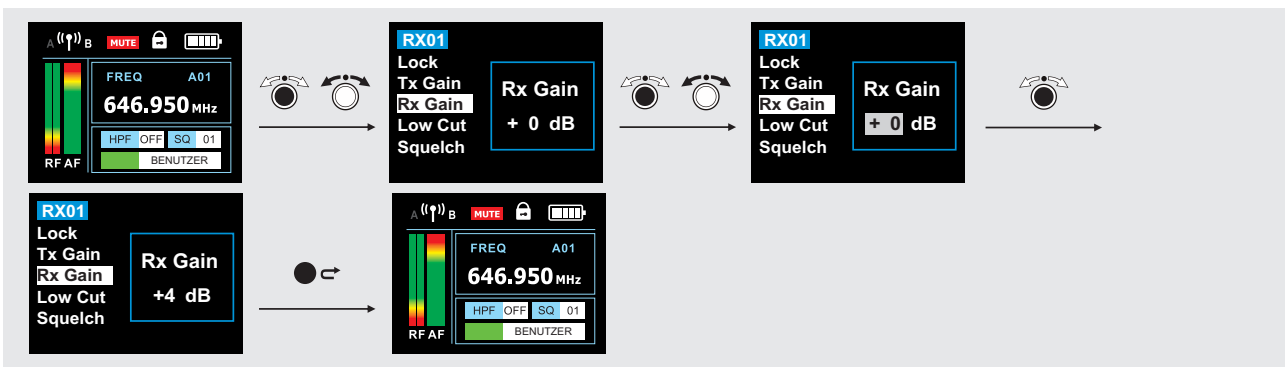 A B MUTE
FREQ A01
646.950 MHz
HPF OFF SQ 01
BENUTZER
RF AF
RX01
Lock
Tx Gain
Rx Gain
Low Cut
Squelch
Rx Gain
+ 0 dB
RX01
Lock
Tx Gain
Rx Gain
Low Cut
Squelch
Rx Gain
+ 0 dB
RX01
Lock
Tx Gain
Rx Gain
Low Cut
Squelch
Rx Gain
+4 dB
A B MUTE
FREQ A01
646.950 MHz
HPF OFF SQ 01
BENUTZER
RF AF